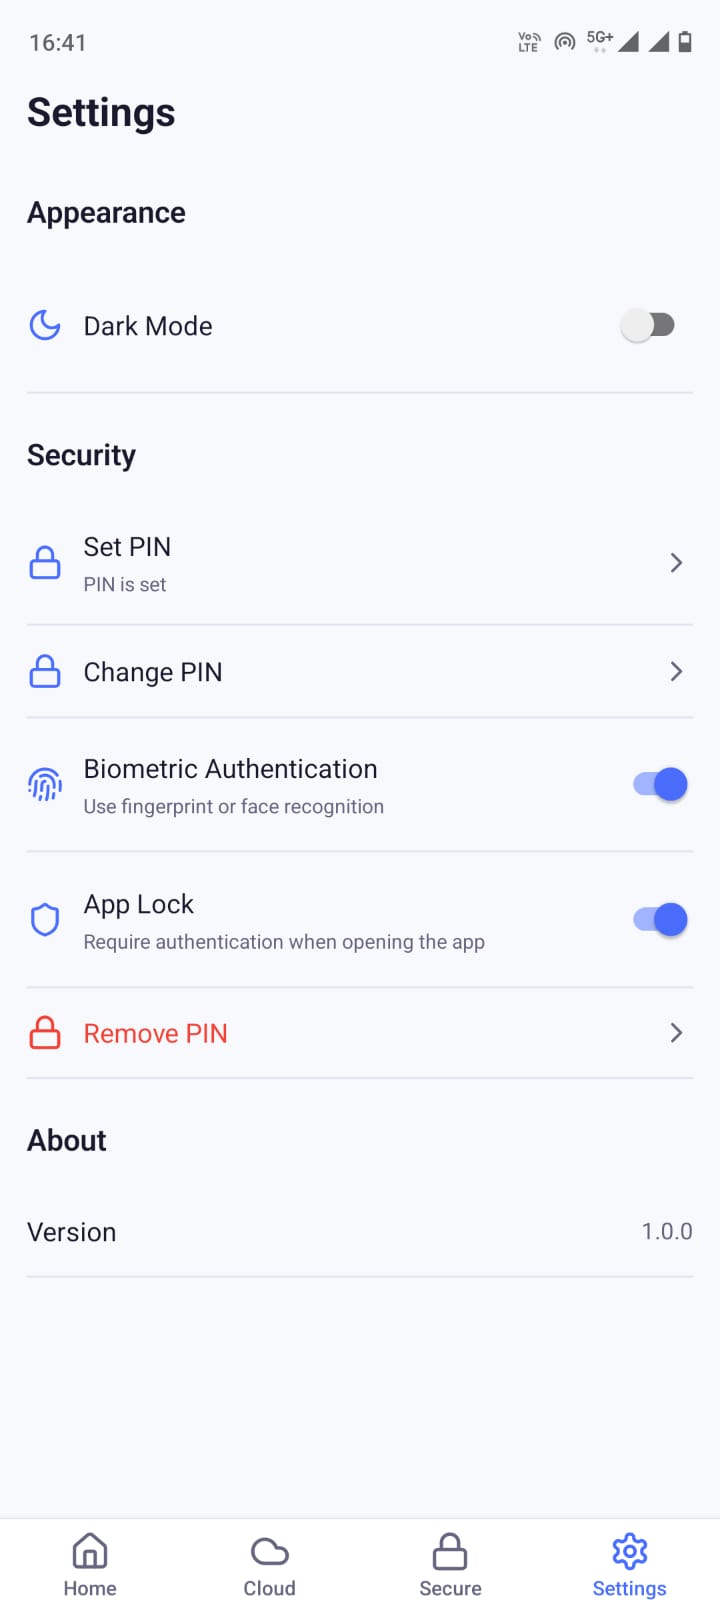 16:41
Vo LTE 5G+
Settings
Appearance
Dark Mode
Security
Set PIN
PIN is set
Change PIN
Biometric Authentication
Use fingerprint or face recognition
App Lock
Require authentication when opening the app
Remove PIN
About
Version 1.0.0
Home Cloud Secure Settings